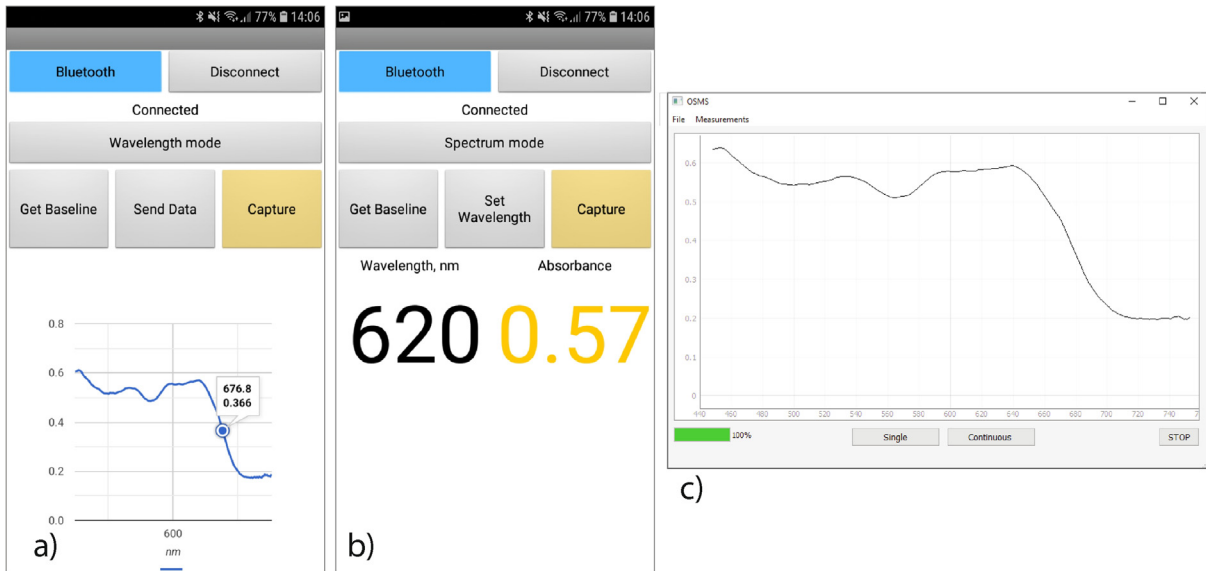 77% 14:06
Bluetooth Disconnect
Connected
Wavelength mode
Get Baseline Send Data Capture
0.8
676.8
0.366
0.6
0.4
0.2
0.0
600
nm
a)
77% 14:06
Bluetooth Disconnect
Connected
Spectrum mode
Get Baseline Set Wavelength Capture
Wavelength, nm Absorbance
620 0.57
b)
OSMS
File Measurements
0.6
0.5
0.4
0.3
0.2
0.1
0
440 460 480 500 520 540 560 580 600 620 640 660 680 700 720 740 7
100% Single Continuous STOP
c)